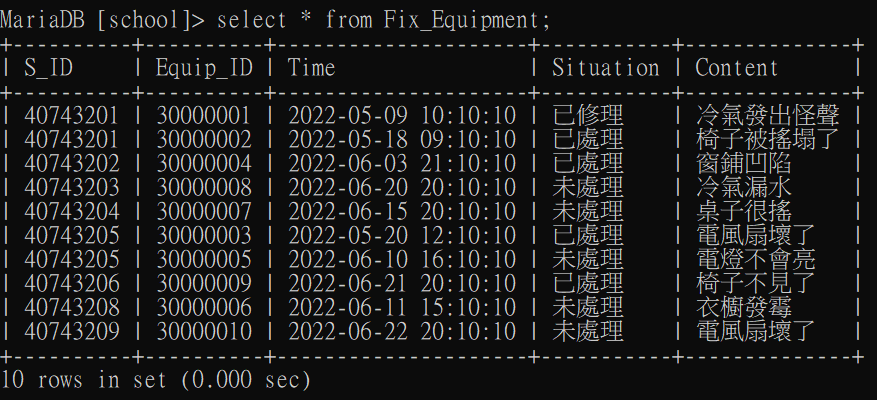 MariaDB [school]> select * from Fix_Equipment;
+----------+----------+---------------------+-----------+-------------+
| S_ID | Equip_ID | Time | Situation | Content |
+----------+----------+---------------------+-----------+-------------+
| 40743201 | 30000001 | 2022-05-09 10:10:10 | 已修理 | 冷氣發出怪聲 |
| 40743201 | 30000002 | 2022-05-18 09:10:10 | 已處理 | 椅子被搖塌了 |
| 40743202 | 30000004 | 2022-06-03 21:10:10 | 已處理 | 窗鋪凹陷 |
| 40743203 | 30000008 | 2022-06-20 20:10:10 | 未處理 | 冷氣漏水 |
| 40743204 | 30000007 | 2022-06-15 20:10:10 | 未處理 | 桌子很搖 |
| 40743205 | 30000003 | 2022-05-20 12:10:10 | 已處理 | 電風扇壞了 |
| 40743205 | 30000005 | 2022-06-10 16:10:10 | 未處理 | 電燈不會亮 |
| 40743206 | 30000009 | 2022-06-21 20:10:10 | 已處理 | 椅子不見了 |
| 40743208 | 30000006 | 2022-06-11 15:10:10 | 未處理 | 衣櫥發霉 |
| 40743209 | 30000010 | 2022-06-22 20:10:10 | 未處理 | 電風扇壞了 |
+----------+----------+---------------------+-----------+-------------+
10 rows in set (0.000 sec)